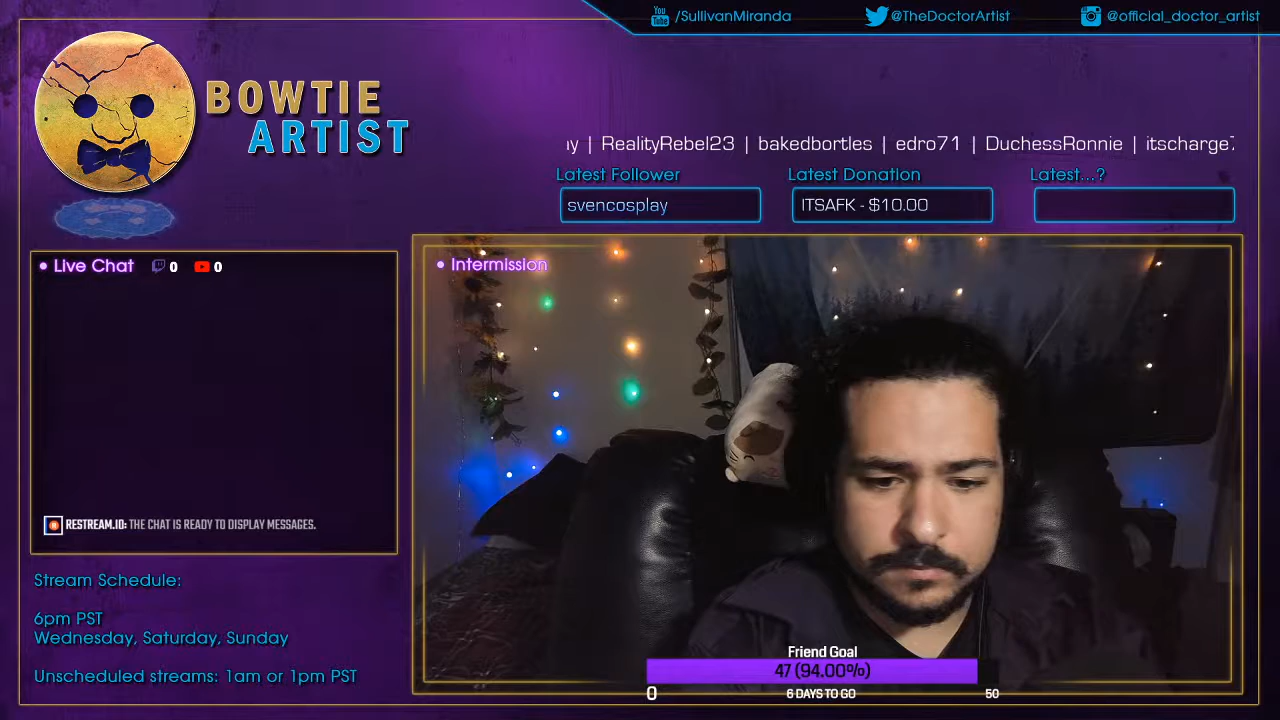 /SullivanMiranda
@TheDoctorArtist
@official_doctor_artist
BOWTIE
ARTIST
| RealityRebel23 | bakedbortles | edro71 | DuchessRonnie |
Latest Follower
Latest Donation
Latest...?
svencosplay
ITSAFK - $10.00
Live Chat
0
0
Intermission
RESTREAM.IO: THE CHAT IS READY TO DISPLAY MESSAGES.
Stream Schedule:
6pm PST
Wednesday, Saturday, Sunday
Unscheduled streams: 1am or 1pm PST
Friend Goal
47 (94.00%)
0
6 DAYS TO GO
50